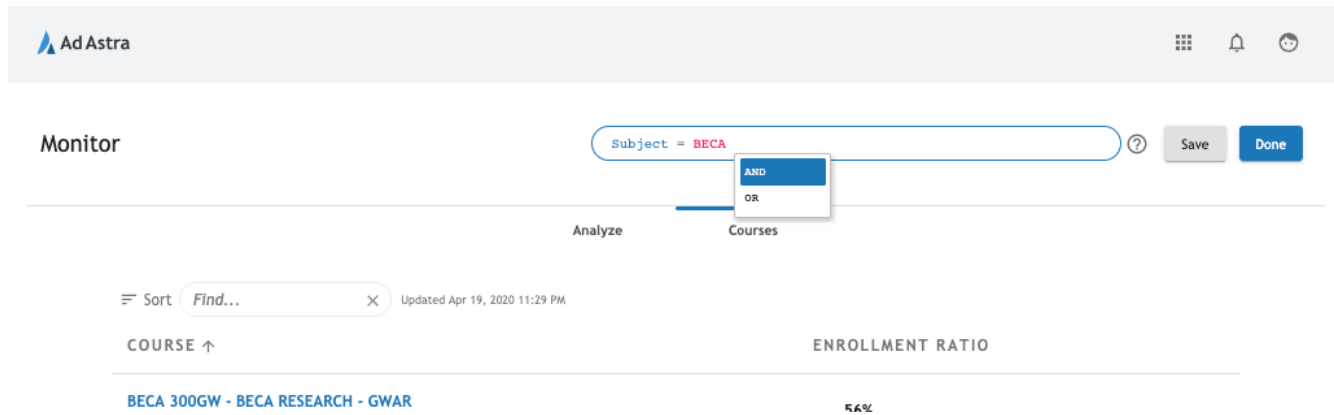 Ad Astra
Monitor
Subject = BECA
?
Save
Done
AND
OR
Analyze
Courses
Sort
Find...
Updated Apr 19, 2020 11:29 PM
COURSE ↑
ENROLLMENT RATIO
BECA 300GW - BECA RESEARCH - GWAR
56%